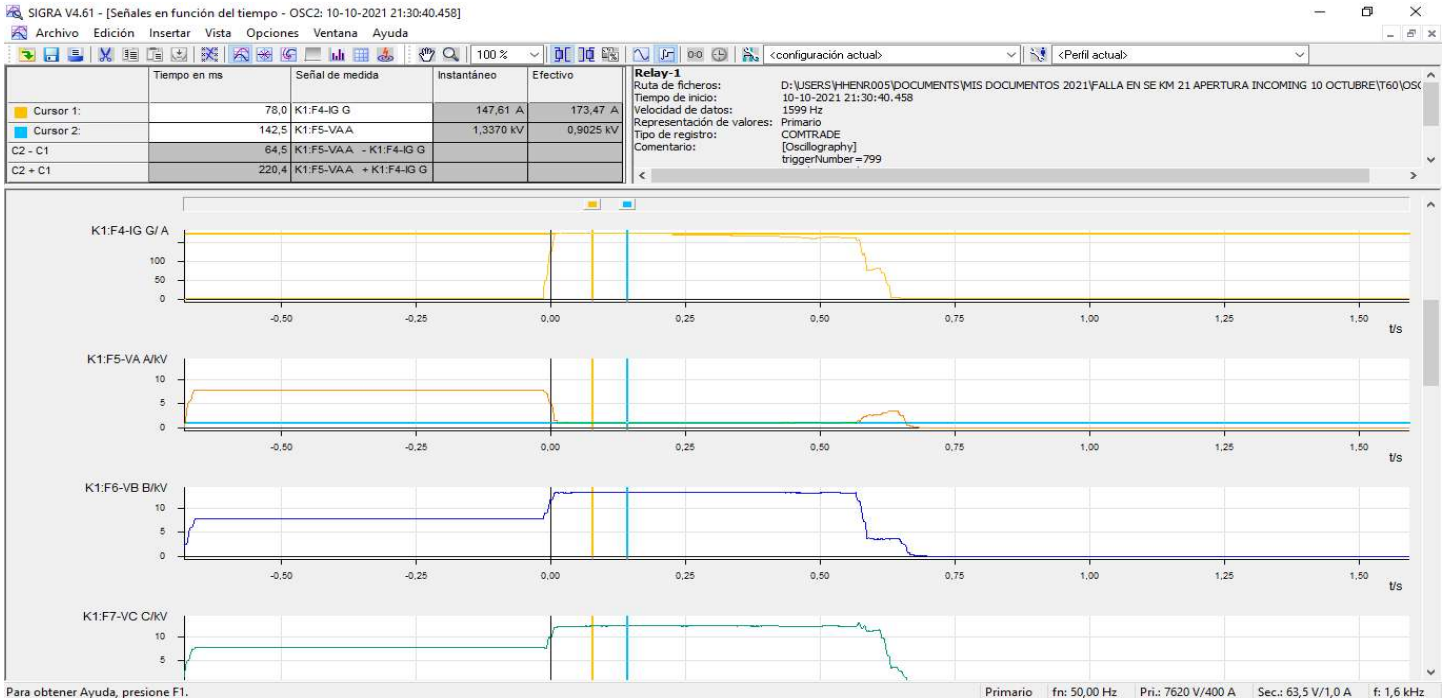 SIGRA V4.61 - [Señales en función del tiempo - OSC2: 10-10-2021 21:30:40.458]
Archivo Edición Insertar Vista Opciones Ventana Ayuda
100 % <configuración actual> <Perfil actual>
Tiempo en ms Señal de medida Instantáneo Efectivo
Cursor 1: 78,0 K1:F4-IG G 147,61 A 173,47 A
Cursor 2: 142,5 K1:F5-VA A 1,3370 kV 0,9025 kV
C2 - C1 64,5 K1:F5-VA A - K1:F4-IG G
C2 + C1 220,4 K1:F5-VA A + K1:F4-IG G
Relay-1
Ruta de ficheros: D:\USERS\HHENR005\DOCUMENTS\MIS DOCUMENTOS 2021\FALLA EN SE KM 21 APERTURA INCOMING 10 OCTUBRE\T60\OSC
Tiempo de inicio: 10-10-2021 21:30:40.458
Velocidad de datos: 1599 Hz
Representación de valores: Primario
Tipo de registro: COMTRADE
Comentario: [Oscillography]
triggerNumber=799
K1:F4-IG G/A
100
50
0
-0,50 -0,25 0,00 0,25 0,50 0,75 1,00 1,25 1,50
t/s
K1:F5-VA A/kV
10
5
0
-0,50 -0,25 0,00 0,25 0,50 0,75 1,00 1,25 1,50
t/s
K1:F6-VB B/kV
10
5
0
-0,50 -0,25 0,00 0,25 0,50 0,75 1,00 1,25 1,50
t/s
K1:F7-VC C/kV
10
5
Para obtener Ayuda, presione F1. Primario fn: 50,00 Hz Pri.: 7620 V/400 A Sec.: 63,5 V/1,0 A f: 1,6 kHz